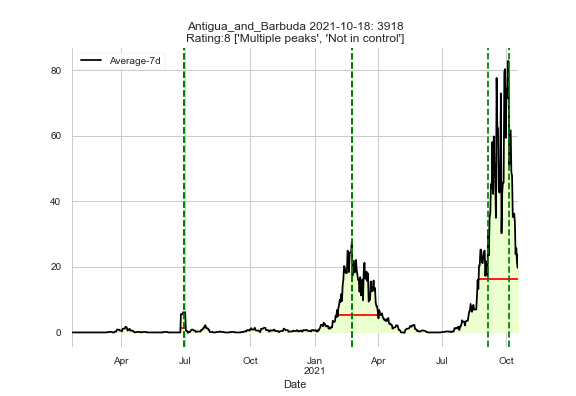 Antigua_and_Barbuda 2021-10-18: 3918
Rating:8 ['Multiple peaks', 'Not in control']
Average-7d
80
60
40
20
0
Apr Jul Oct Jan Apr Jul Oct
2021
Date